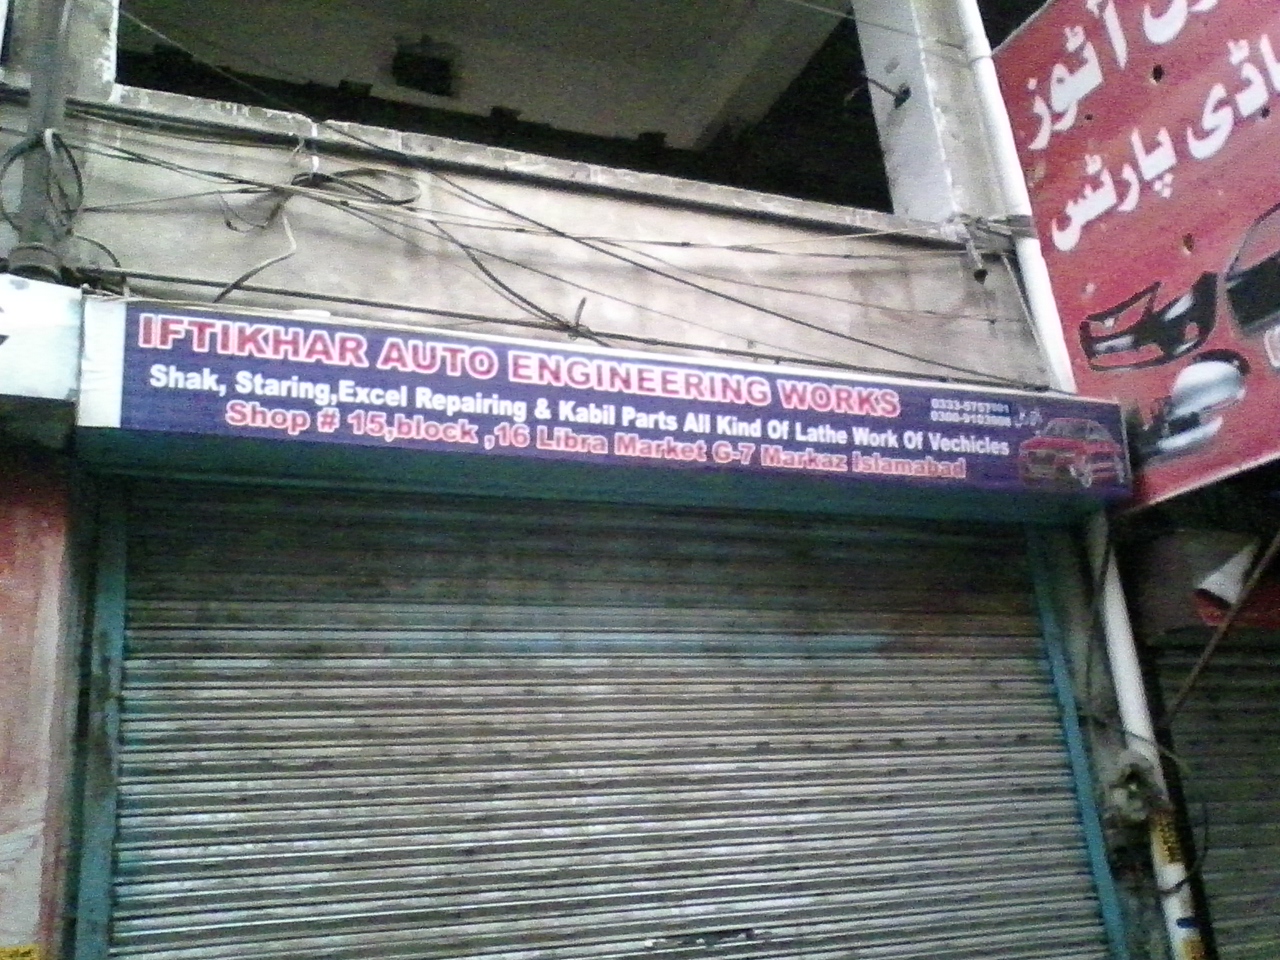 IFTIKHAR AUTO ENGINEERING WORKS
Shak, Staring,Excel Repairing & Kabil Parts All Kind Of Lathe Work Of Vechicles
Shop # 15,block ,16 Libra Market G-7 Markaz Islamabad
آٹوز
باڈی پارٹس